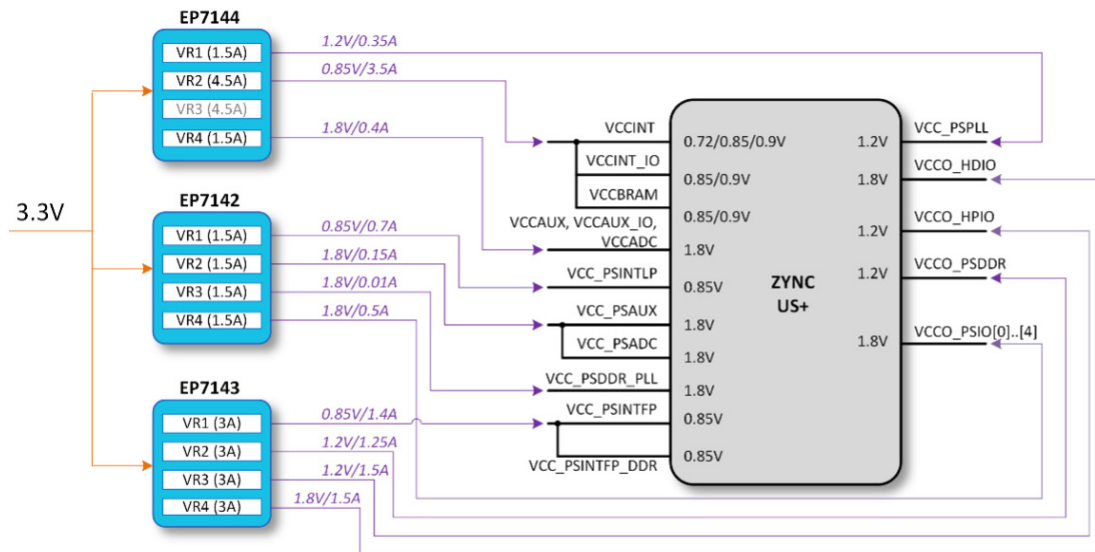 EP7144
VR1 (1.5A)
VR2 (4.5A)
VR3 (4.5A)
VR4 (1.5A)
1.2V/0.35A
0.85V/3.5A
1.8V/0.4A
3.3V
EP7142
VR1 (1.5A)
VR2 (1.5A)
VR3 (1.5A)
VR4 (1.5A)
0.85V/0.7A
1.8V/0.15A
1.8V/0.01A
1.8V/0.5A
EP7143
VR1 (3A)
VR2 (3A)
VR3 (3A)
VR4 (3A)
0.85V/1.4A
1.2V/1.25A
1.2V/1.5A
1.8V/1.5A
VCCINT
VCCINT_IO
VCCBRAM
VCCAUX, VCCAUX_IO,
VCCADC
VCC_PSINTLP
VCC_PSAUX
VCC_PSADC
VCC_PSDDR_PLL
VCC_PSINTFP
VCC_PSINTFP_DDR
0.72/0.85/0.9V
0.85/0.9V
0.85/0.9V
1.8V
0.85V
1.8V
1.8V
1.8V
0.85V
0.85V
ZYNC
US+
1.2V
1.8V
1.2V
1.2V
1.8V
VCC_PSPLL
VCCO_HDIO
VCCO_HPIO
VCCO_PSDDR
VCCO_PSIO[0]..[4]